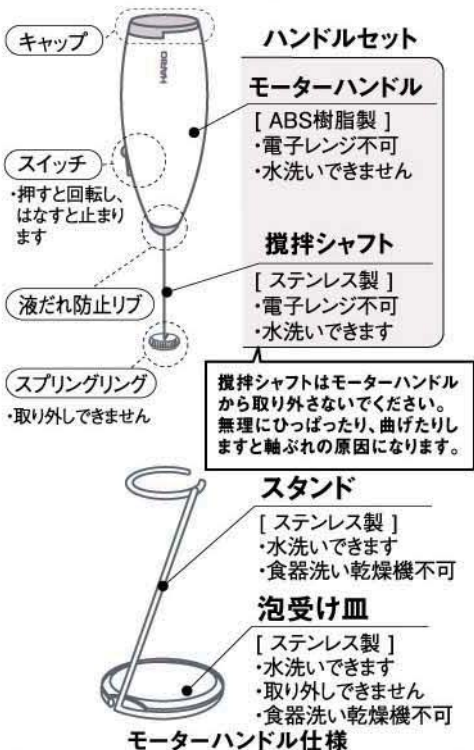 キャップ
HARIO
スイッチ
・押すと回転し、
はなすと止まり
ます
液だれ防止リブ
スプリングリング
・取り外しできません
ハンドルセット
モーターハンドル
[ ABS樹脂製 ]
・電子レンジ不可
・水洗いできません
撹拌シャフト
[ ステンレス製 ]
・電子レンジ不可
・水洗いできます
撹拌シャフトはモーターハンドル
から取り外さないでください。
無理にひっぱったり、曲げたりし
ますと軸ぶれの原因になります。
スタンド
[ ステンレス製 ]
・水洗いできます
・食器洗い乾燥機不可
泡受け皿
[ ステンレス製 ]
・水洗いできます
・取り外しできません
・食器洗い乾燥機不可
モーターハンドル仕様